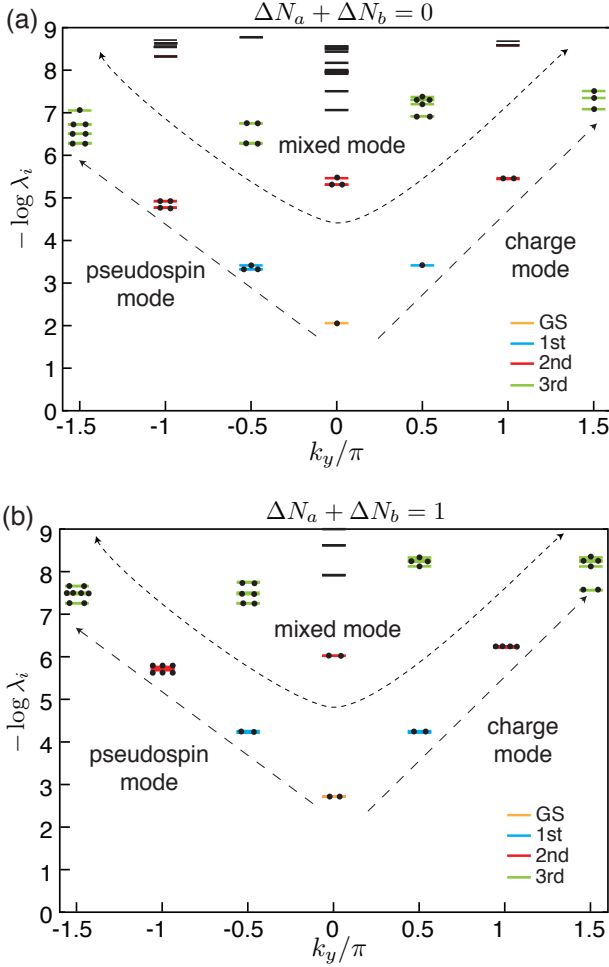 (a)
ΔN_a + ΔN_b = 0
9
8
7
6
5
4
3
2
1
0
− log λ_i
mixed mode
pseudospin
mode
charge
mode
GS
1st
2nd
3rd
-1.5 -1 -0.5 0 0.5 1 1.5
k_y/π
(b)
ΔN_a + ΔN_b = 1
9
8
7
6
5
4
3
2
1
0
− log λ_i
mixed mode
pseudospin
mode
charge
mode
GS
1st
2nd
3rd
-1.5 -1 -0.5 0 0.5 1 1.5
k_y/π